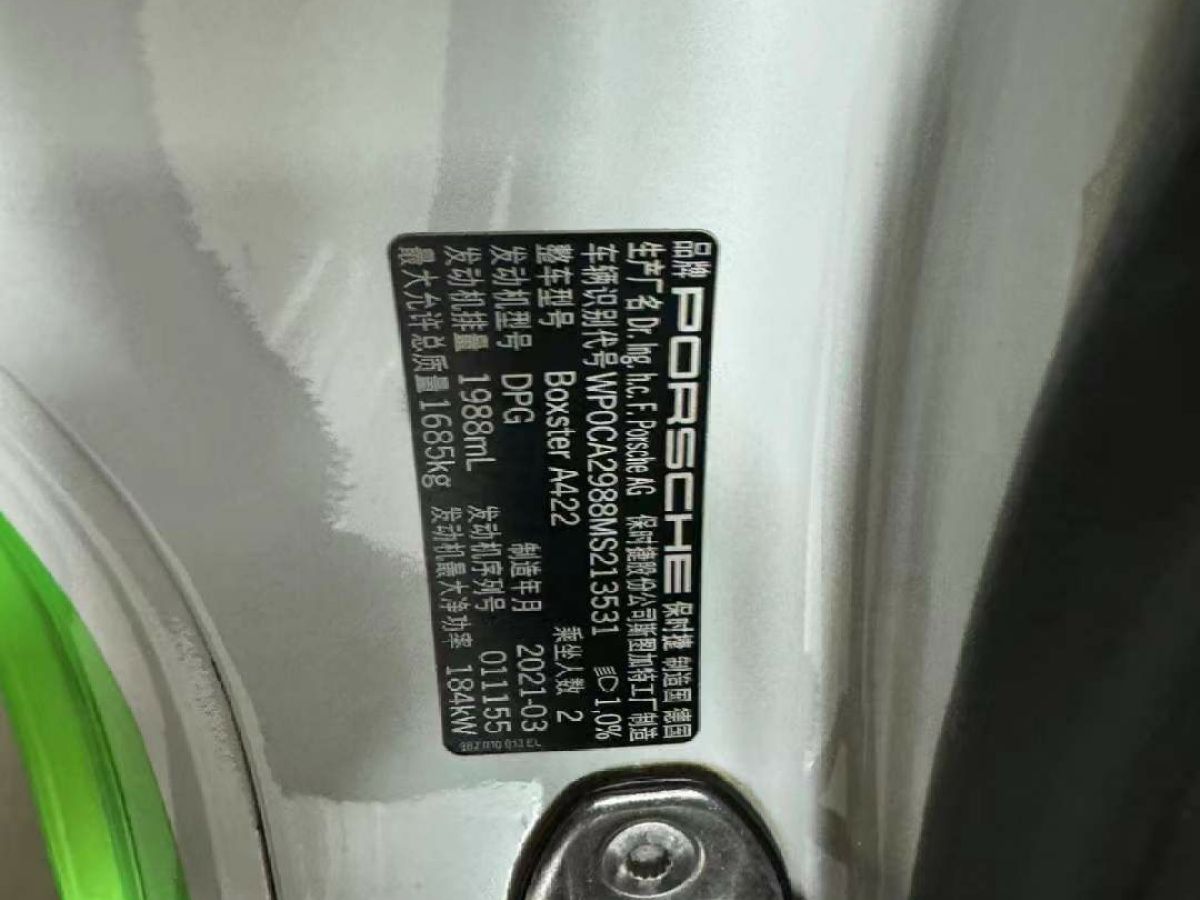 品牌 PORSCHE 保时捷 制造国 德国
生产厂名 Dr. Ing. h.c. F. Porsche AG 保时捷股份公司斯图加特工厂制造
车辆识别代号 WP0CA2988MS213531 1,0%
整车型号 Boxster A422 乘坐人数 2
发动机型号 DPG 制造年月 2021-03
发动机排量 1988mL 发动机序列号 011155
最大允许总质量 1685kg 发动机最大净功率 184kW